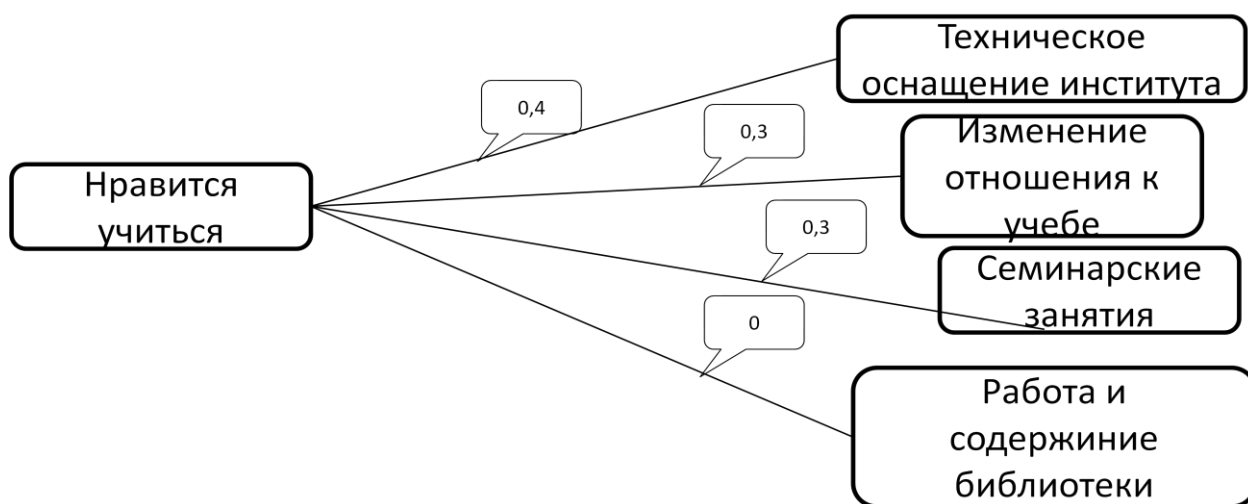 Техническое
оснащение института
0,4
0,3
Изменение
отношения к
учебе
Нравится
учиться
0,3
Семинарские
занятия
0
Работа и
содержиние
библиотеки